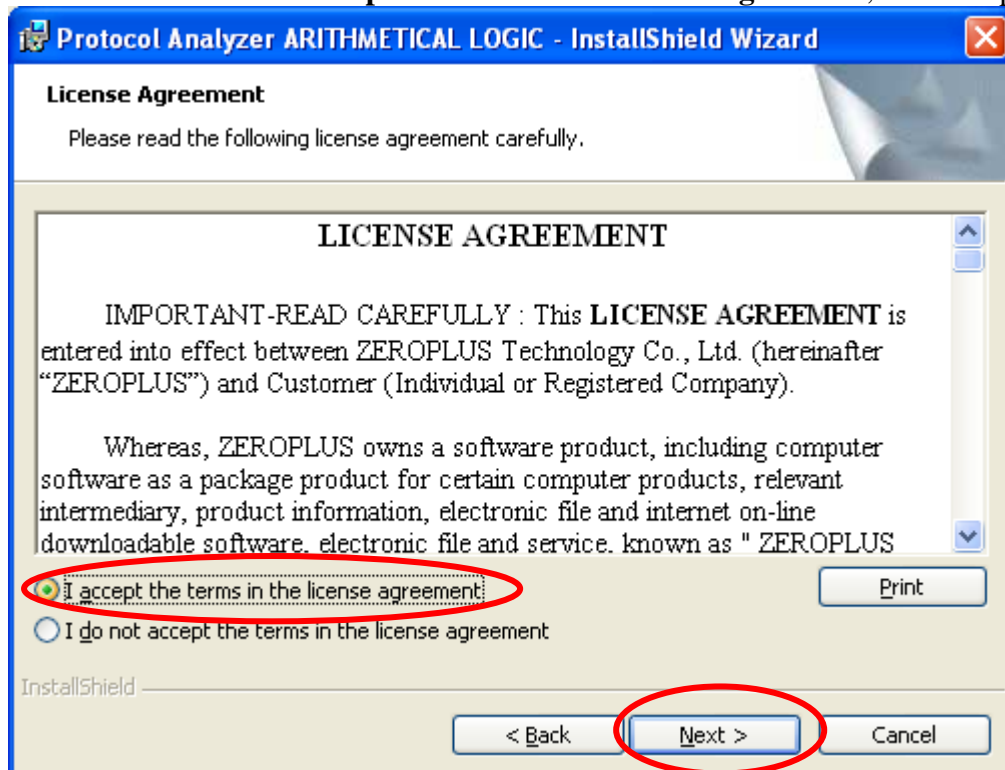 Protocol Analyzer ARITHMETICAL LOGIC - InstallShield Wizard
License Agreement
Please read the following license agreement carefully.
LICENSE AGREEMENT
IMPORTANT-READ CAREFULLY : This LICENSE AGREEMENT is
entered into effect between ZEROPLUS Technology Co., Ltd. (hereinafter
“ZEROPLUS”) and Customer (Individual or Registered Company).
Whereas, ZEROPLUS owns a software product, including computer
software as a package product for certain computer products, relevant
intermediary, product information, electronic file and internet on-line
downloadable software, electronic file and service, known as " ZEROPLUS
I accept the terms in the license agreement
Print
I do not accept the terms in the license agreement
InstallShield
< Back Next > Cancel